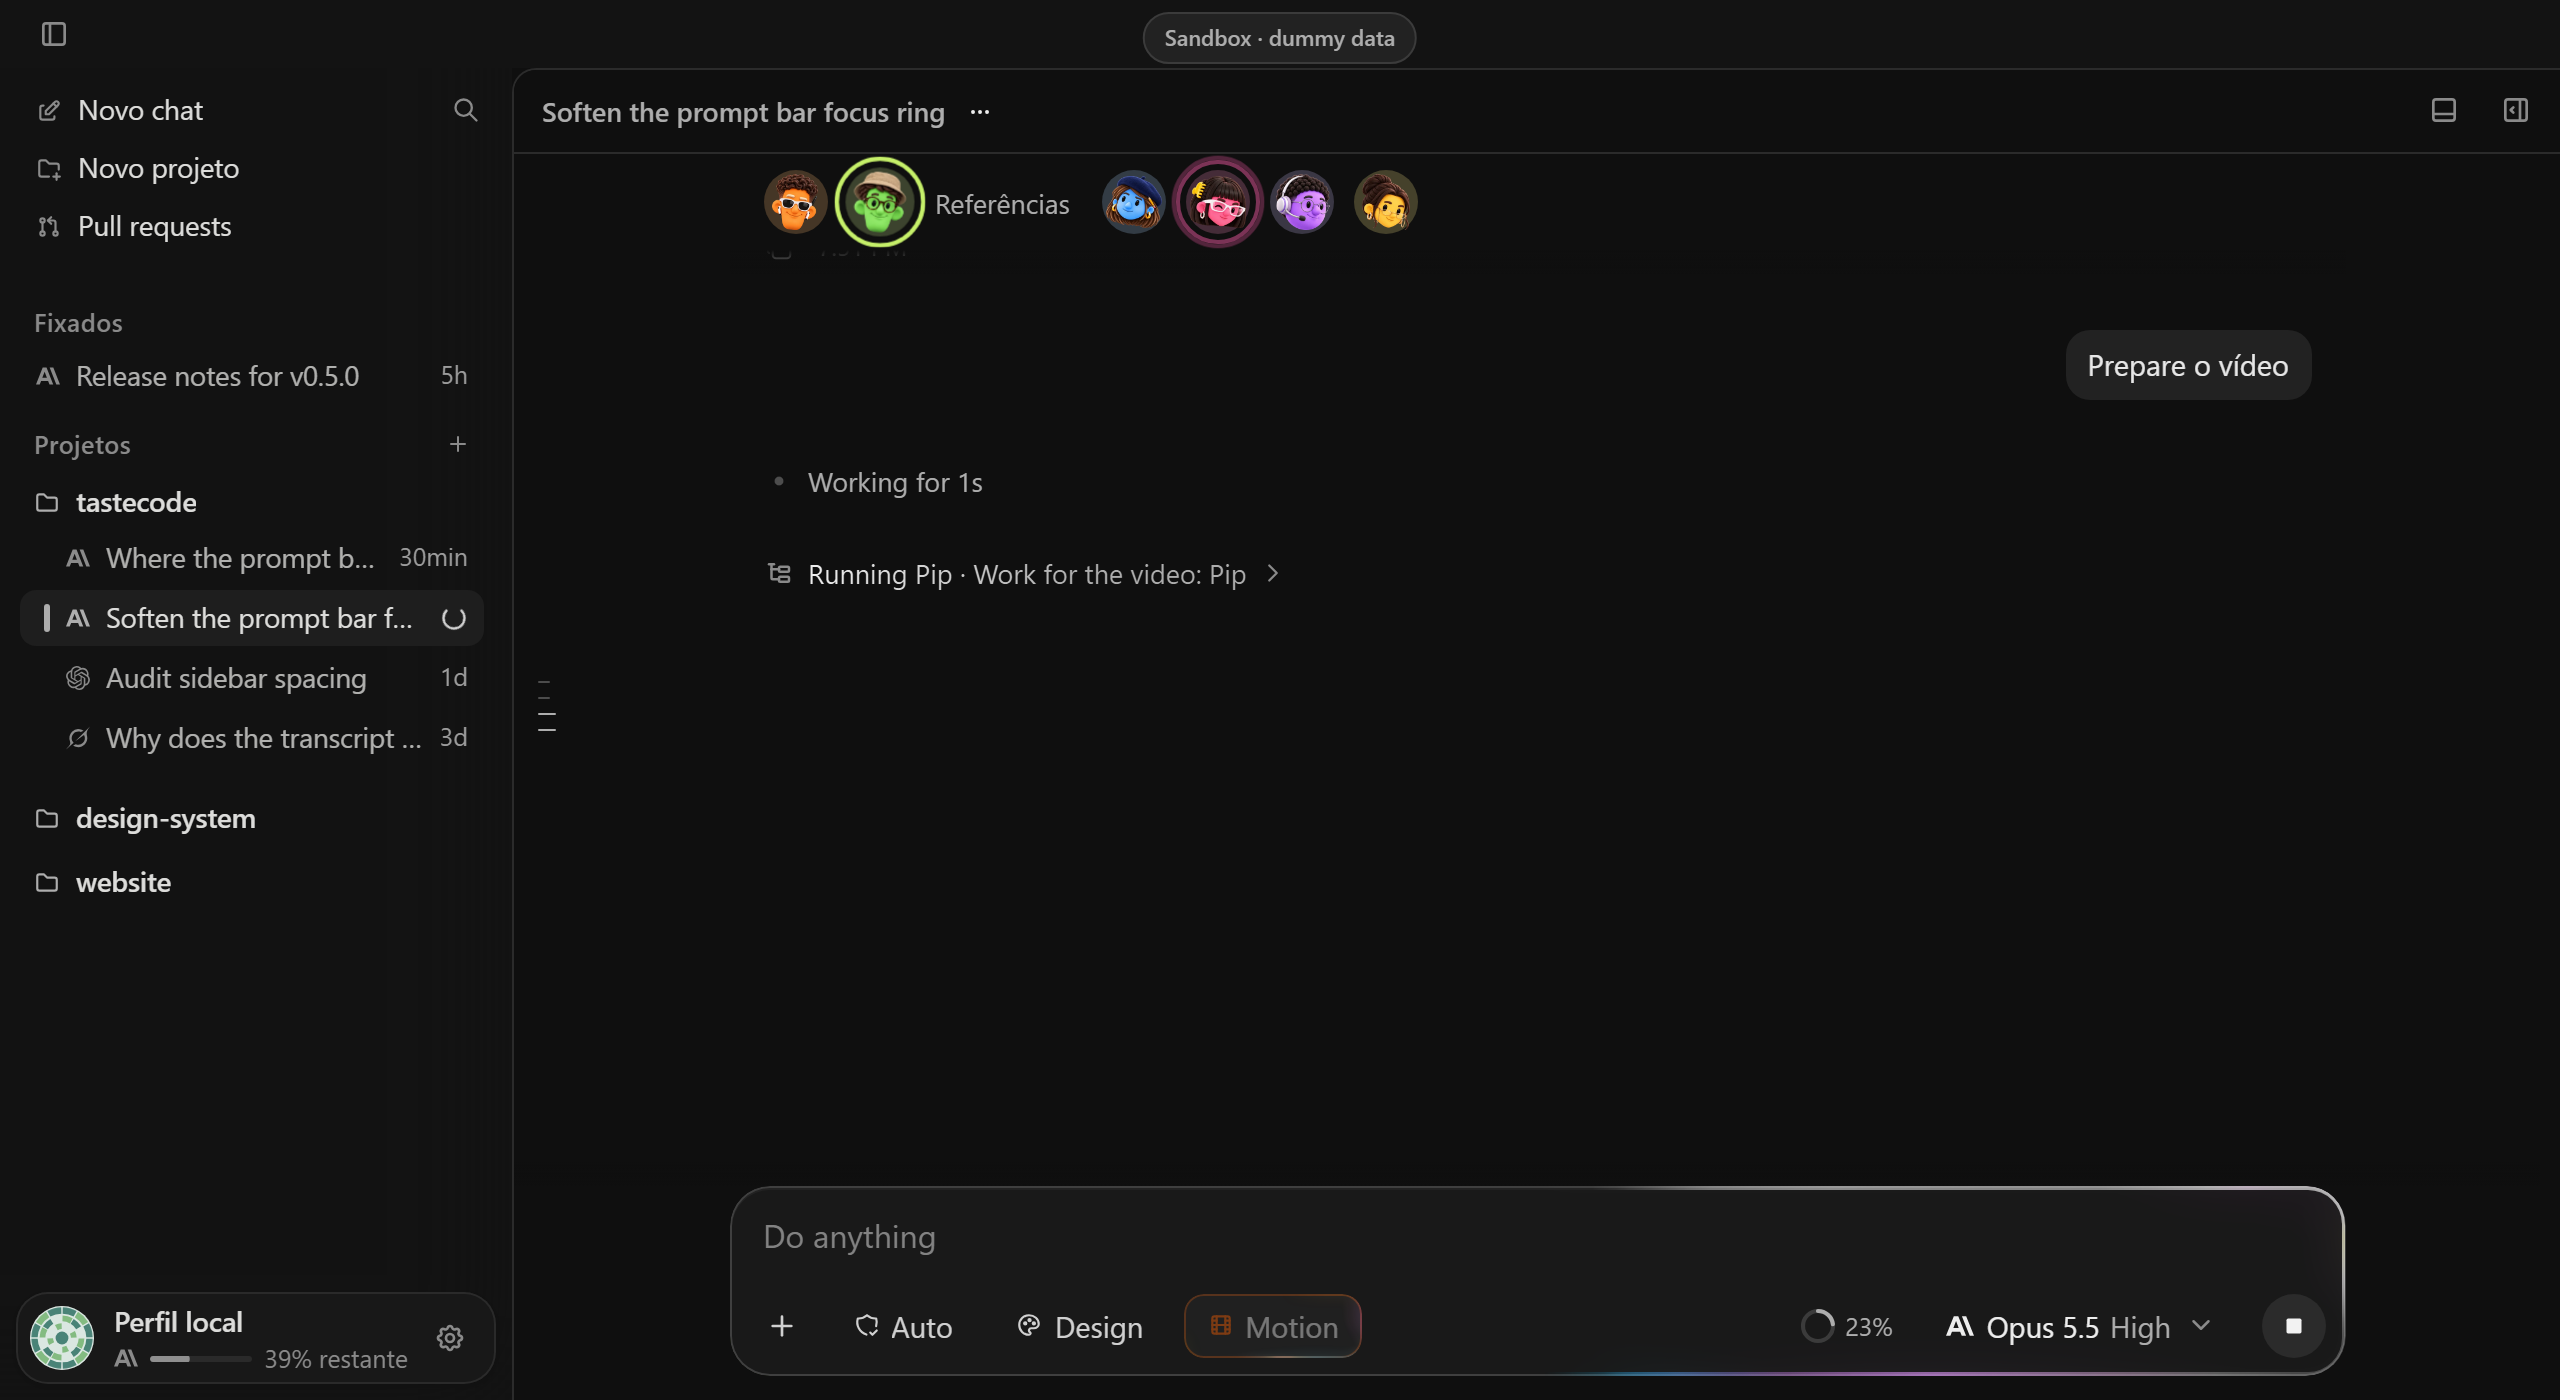 Sandbox · dummy data
Novo chat
Novo projeto
Pull requests
Fixados
Release notes for v0.5.0 5h
Projetos
tastecode
Where the prompt b... 30min
Soften the prompt bar f...
Audit sidebar spacing 1d
Why does the transcript ... 3d
design-system
website
Perfil local
39% restante
Soften the prompt bar focus ring
Referências
Prepare o vídeo
Working for 1s
Running Pip · Work for the video: Pip
Do anything
Auto Design Motion 23% Opus 5.5 High